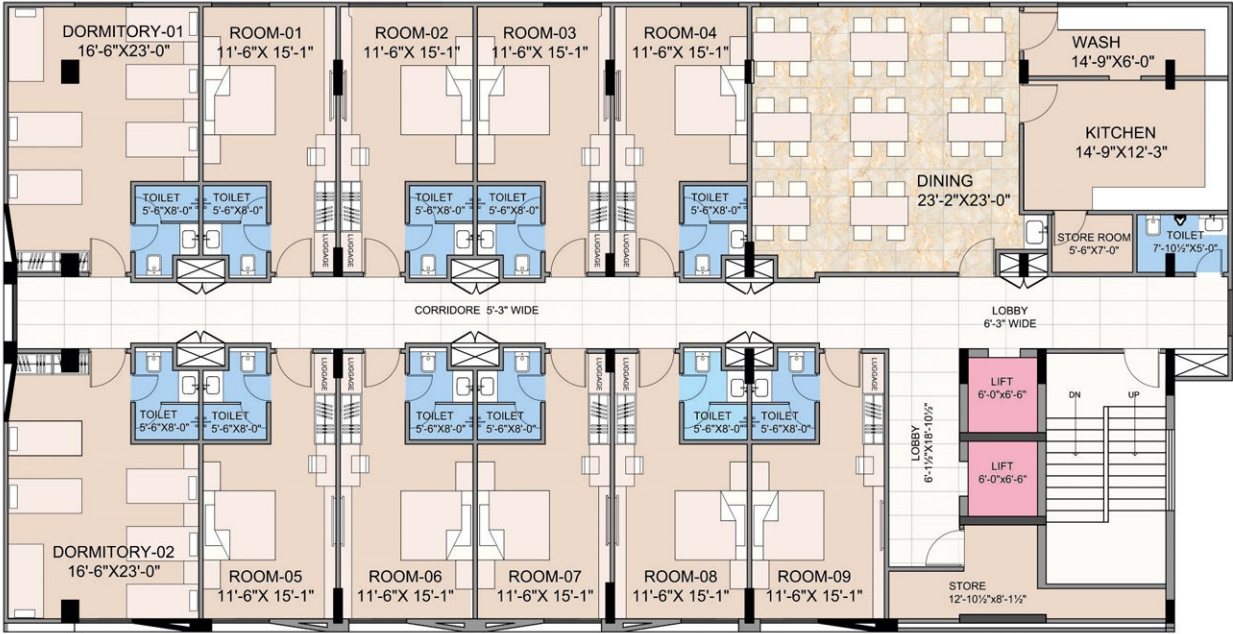 DORMITORY-01
16'-6"X23'-0"
ROOM-01
11'-6"X 15'-1"
ROOM-02
11'-6"X 15'-1"
ROOM-03
11'-6"X 15'-1"
ROOM-04
11'-6"X 15'-1"
WASH
14'-9"X6'-0"
KITCHEN
14'-9"X12'-3"
DINING
23'-2"X23'-0"
TOILET
5'-6"X8'-0"
TOILET
5'-6"X8'-0"
TOILET
5'-6"X8'-0"
TOILET
5'-6"X8'-0"
TOILET
5'-6"X8'-0"
STORE ROOM
5'-6"X7'-0"
TOILET
7'-10½"X5'-0"
LUGGAGE
LUGGAGE
LUGGAGE
LUGGAGE
CORRIDORE 5'-3" WIDE
LOBBY
6'-3" WIDE
LUGGAGE
LUGGAGE
LUGGAGE
LUGGAGE
LUGGAGE
TOILET
5'-6"X8'-0"
TOILET
5'-6"X8'-0"
TOILET
5'-6"X8'-0"
TOILET
5'-6"X8'-0"
TOILET
5'-6"X8'-0"
TOILET
5'-6"X8'-0"
LOBBY
6'-1½"X18'-10½"
LIFT
6'-0"x6'-6"
LIFT
6'-0"x6'-6"
DN
UP
DORMITORY-02
16'-6"X23'-0"
ROOM-05
11'-6"X 15'-1"
ROOM-06
11'-6"X 15'-1"
ROOM-07
11'-6"X 15'-1"
ROOM-08
11'-6"X 15'-1"
ROOM-09
11'-6"X 15'-1"
STORE
12'-10½"x8'-1½"